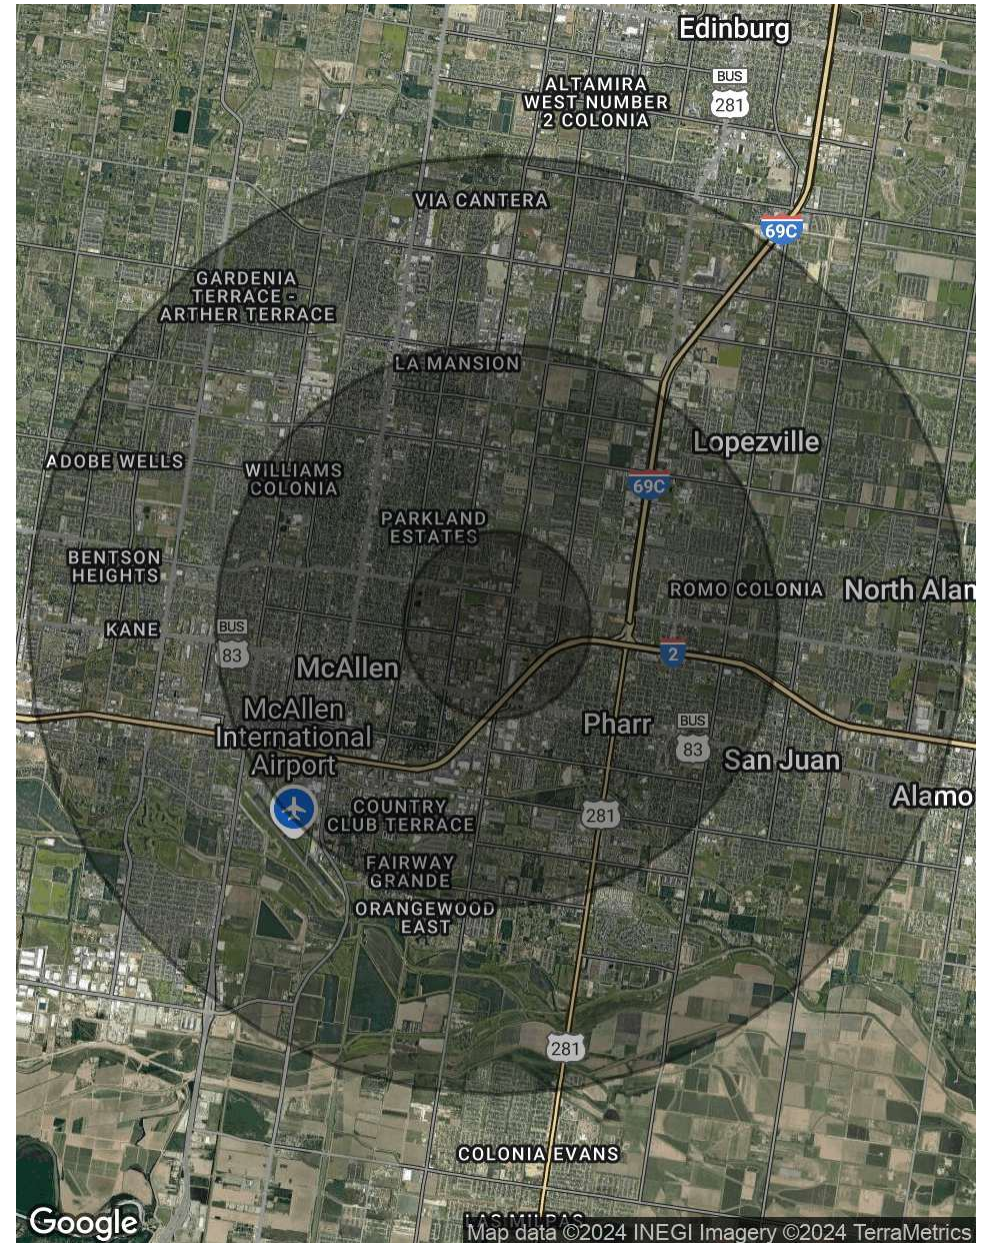 Edinburg
BUS
281
ALTAMIRA
WEST NUMBER
2 COLONIA
VIA CANTERA
69C
GARDENIA
TERRACE -
ARTHER TERRACE
LA MANSION
Lopezville
ADOBE WELLS
WILLIAMS
COLONIA
69C
PARKLAND
ESTATES
BENTSON
HEIGHTS
ROMO COLONIA
North Alam
KANE
BUS
83
2
McAllen
McAllen
International
Airport
Pharr
BUS
83
San Juan
Alamo
COUNTRY
CLUB TERRACE
281
FAIRWAY
GRANDE
ORANGEWOOD
EAST
281
COLONIA EVANS
LAS MILPAS
Google
Map data ©2024 INEGI Imagery ©2024 TerraMetrics